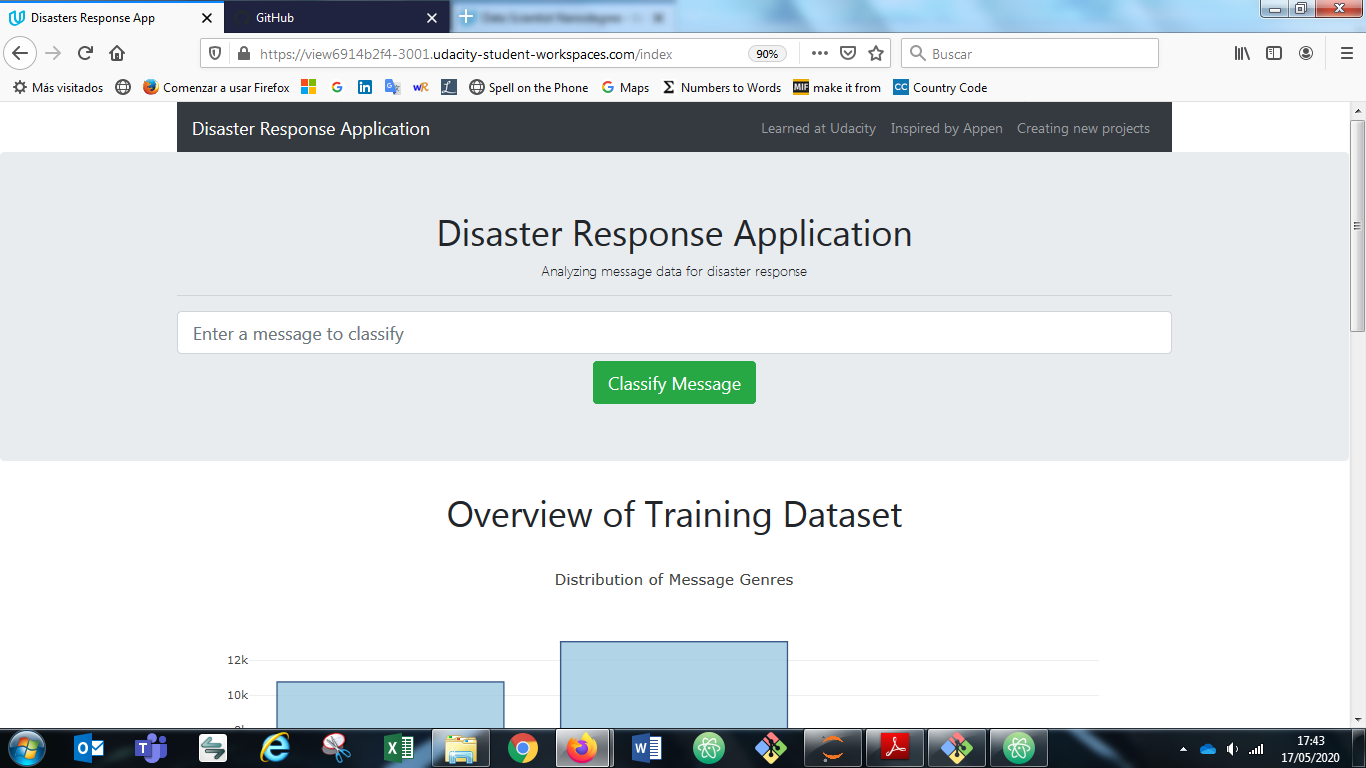 Disasters Response App
GitHub
https://view6914b2f4-3001.udacity-student-workspaces.com/index
90%
Buscar
Más visitados
Comenzar a usar Firefox
Spell on the Phone
Maps
Numbers to Words
MIF make it from
CC Country Code
Disaster Response Application
Learned at Udacity
Inspired by Appen
Creating new projects
Disaster Response Application
Analyzing message data for disaster response
Enter a message to classify
Classify Message
Overview of Training Dataset
Distribution of Message Genres
12k
10k
17:43
17/05/2020